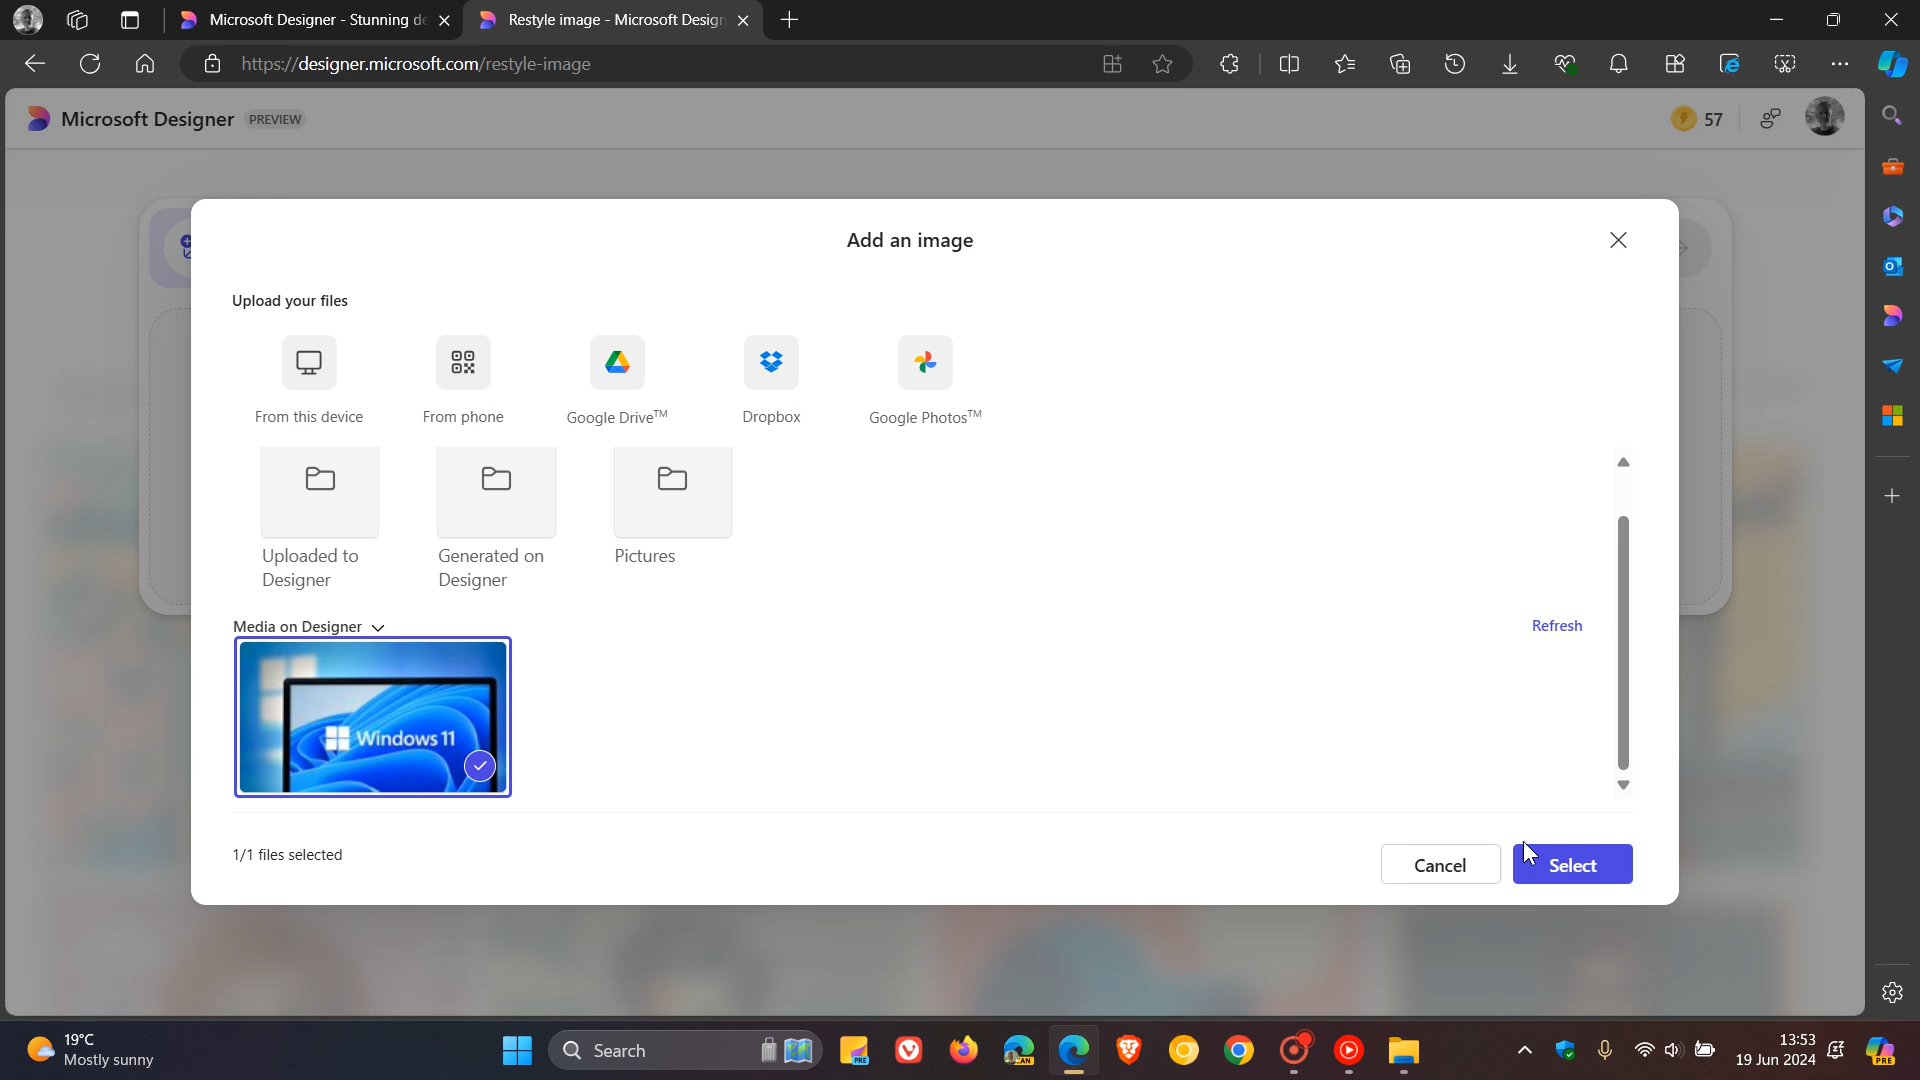 Microsoft Designer - Stunning de
Restyle image - Microsoft Design
https://designer.microsoft.com/restyle-image
Microsoft Designer PREVIEW
57
Add an image
Upload your files
From this device
From phone
Google Drive™
Dropbox
Google Photos™
Uploaded to
Designer
Generated on
Designer
Pictures
Media on Designer
Refresh
Windows 11
1/1 files selected
Cancel
Select
19°C
Mostly sunny
Search
PRE
CAN
13:53
19 Jun 2024
PRE